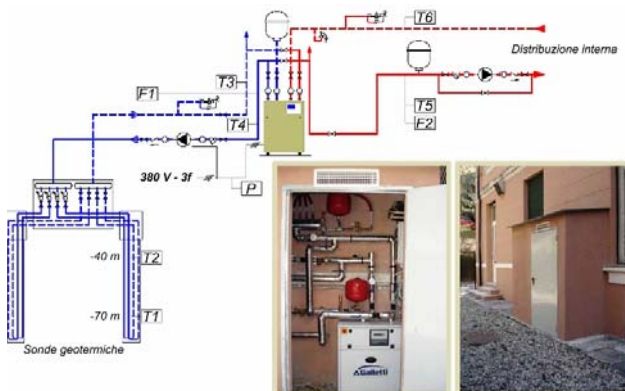 T6
Distribuzione interna
T3
F1
T5
T4
F2
380 V - 3f
P
-40 m
T2
-70 m
T1
Sonde geotermiche
Galletti